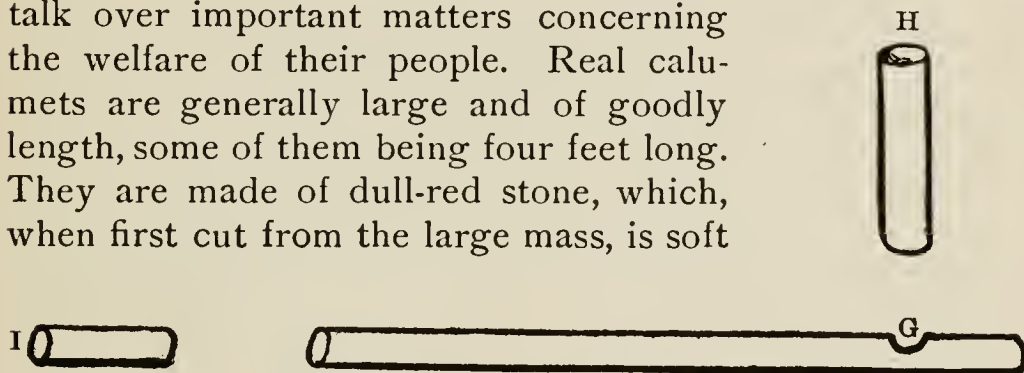 talk over important matters concerning
the welfare of their people. Real calu-
mets are generally large and of goodly
length, some of them being four feet long.
They are made of dull-red stone, which,
when first cut from the large mass, is soft
H
I
G